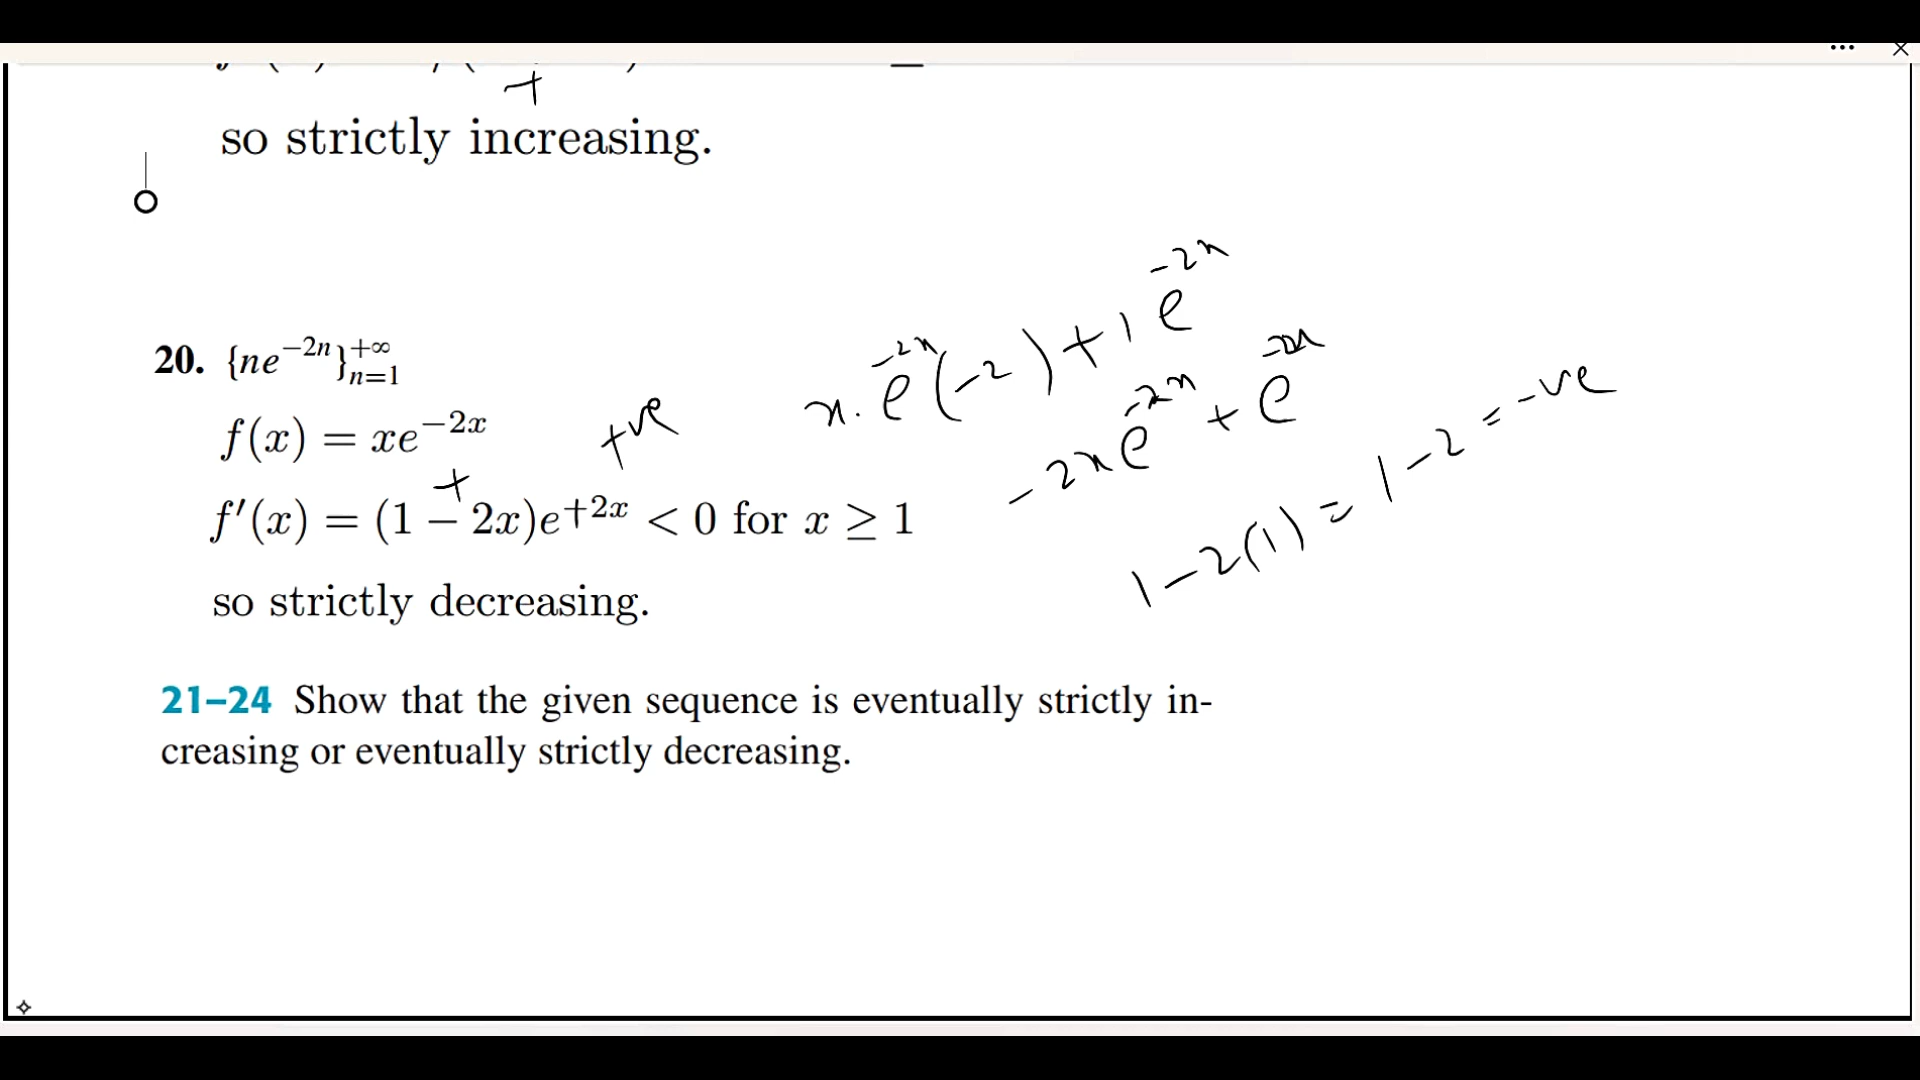 so strictly increasing.
20. {ne^{-2n}}_{n=1}^{+∞}
f(x) = xe^{-2x}
+ve
x. e^{-2x} (-2) + 1 e^{-2x}
-2x e^{-2x} + e^{-2x}
+
f′(x) = (1 − 2x)e^{+2x} < 0 for x ≥ 1
1-2(1) = 1-2 = -ve
so strictly decreasing.
21–24 Show that the given sequence is eventually strictly in-
creasing or eventually strictly decreasing.